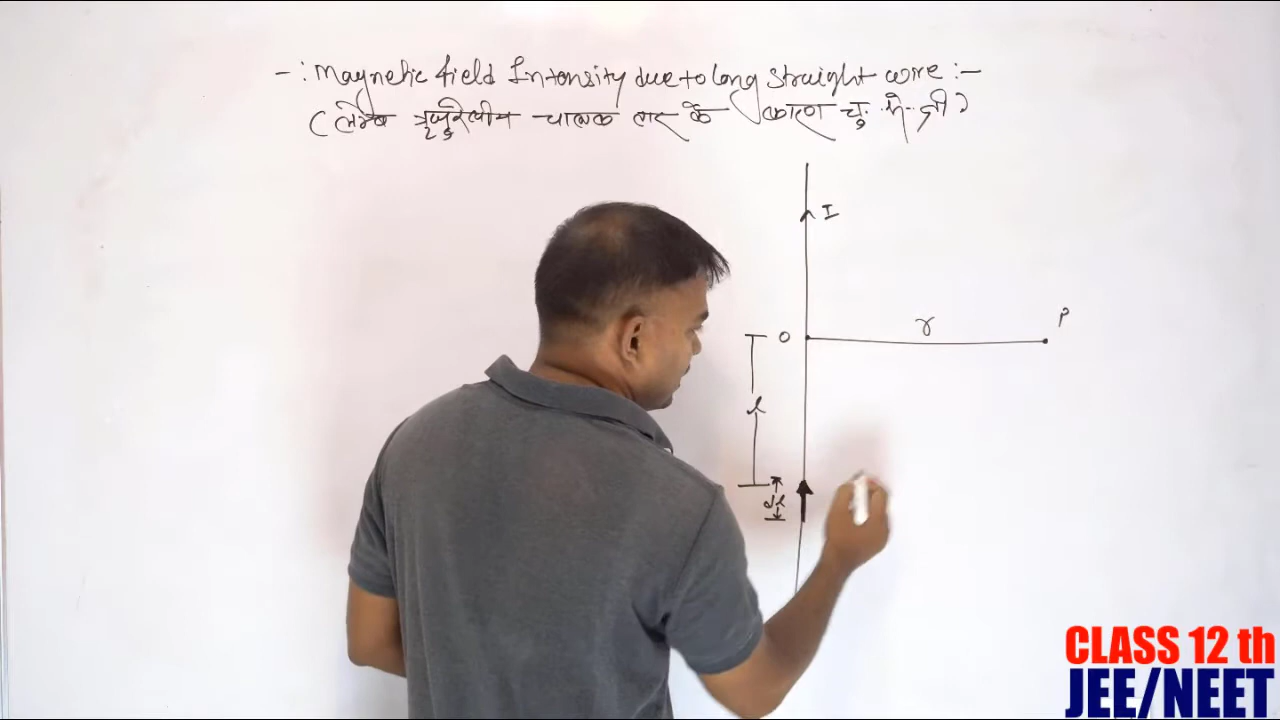 -: Magnetic field Intensity due to long straight wire :-
(लम्बे ऋजुरेखीय चालक तार के कारण चु. क्षे. ती)
I
r
P
O
l
dl
CLASS 12 th
JEE/NEET